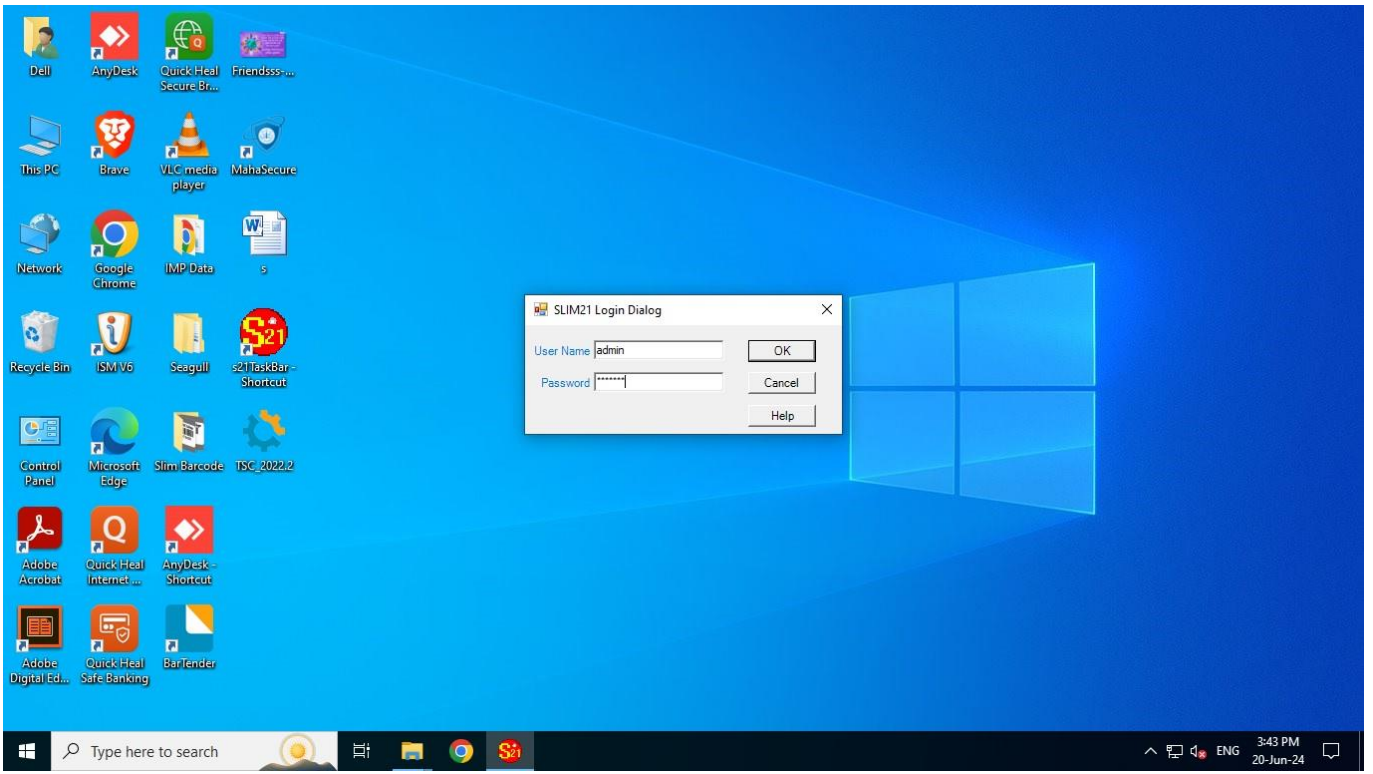 Dell
AnyDesk
Quick Heal
Secure Br...
Friendsss-...
This PC
Brave
VLC media
player
MahaSecure
Network
Google
Chrome
IMP Data
s
Recycle Bin
ISM V6
Seagull
s21TaskBar -
Shortcut
Control
Panel
Microsoft
Edge
Slim Barcode
TSC_2022.2
Adobe
Acrobat
Quick Heal
Internet ...
AnyDesk -
Shortcut
Adobe
Digital Ed...
Quick Heal
Safe Banking
BarTender
SLIM21 Login Dialog
User Name admin
OK
Password *******
Cancel
Help
Type here to search
ENG
3:43 PM
20-Jun-24